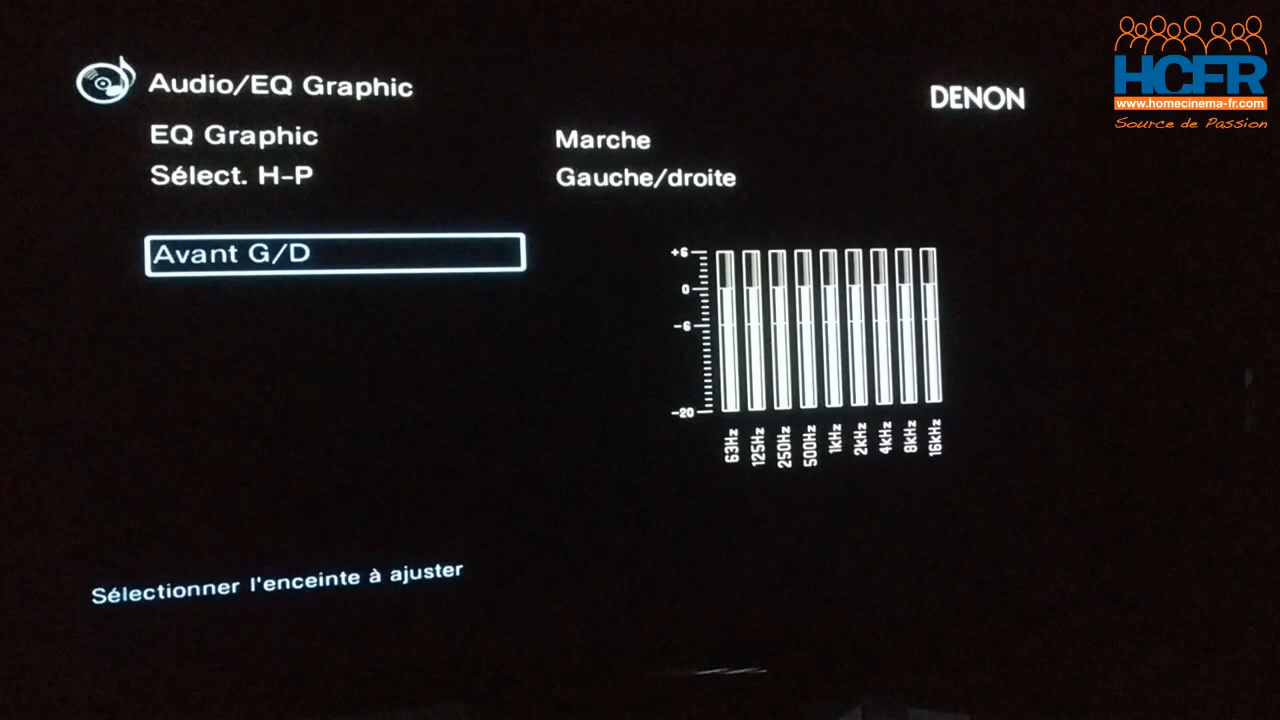 Audio/EQ Graphic
DENON
HCFR
www.homecinema-fr.com
Source de Passion
EQ Graphic Marche
Sélect. H-P Gauche/droite
Avant G/D
+6
0
-6
-20
63Hz 125Hz 250Hz 500Hz 1kHz 2kHz 4kHz 8kHz 16kHz
Sélectionner l'enceinte à ajuster